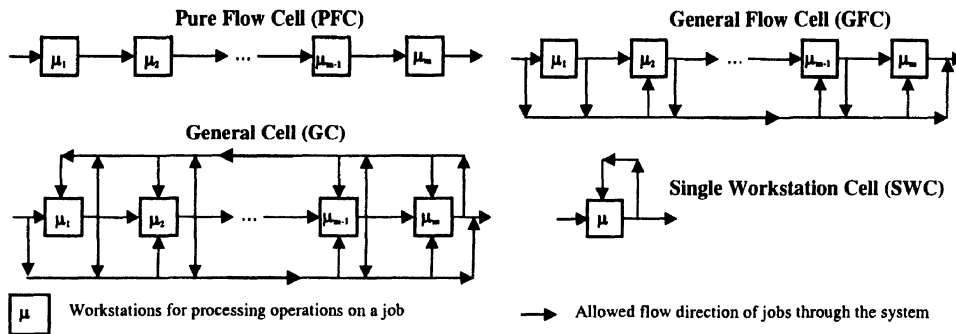 Pure Flow Cell (PFC)
μ1 μ2 ... μm-1 μm
General Flow Cell (GFC)
μ1 μ2 ... μm-1 μm
General Cell (GC)
μ1 μ2 ... μm-1 μm
Single Workstation Cell (SWC)
μ
μ Workstations for processing operations on a job
Allowed flow direction of jobs through the system